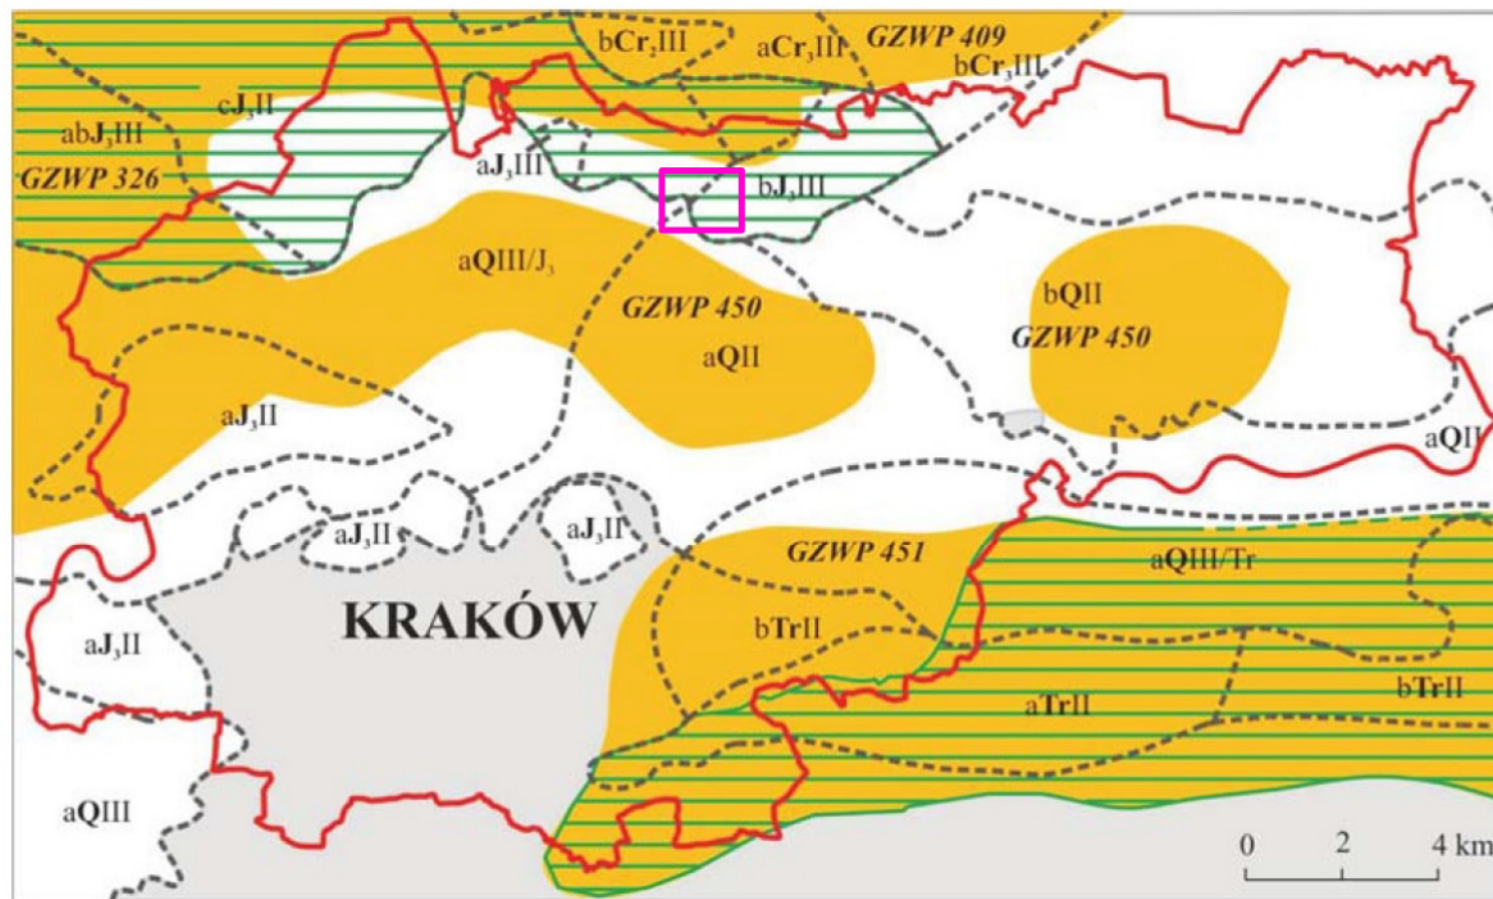 bCr₃III
aCr₃III
GZWP 409
bCr₃III
cJ₃II
abJ₃III
GZWP 326
aJ₃III
bJ₃III
aQIII/J₃
GZWP 450
aQII
bQII
GZWP 450
aJ₃II
aQII
aJ₃II
aJ₃II
GZWP 451
aQIII/Tr
KRAKÓW
bTrII
aJ₃II
aTrII
bTrII
aQIII
0 2 4 km